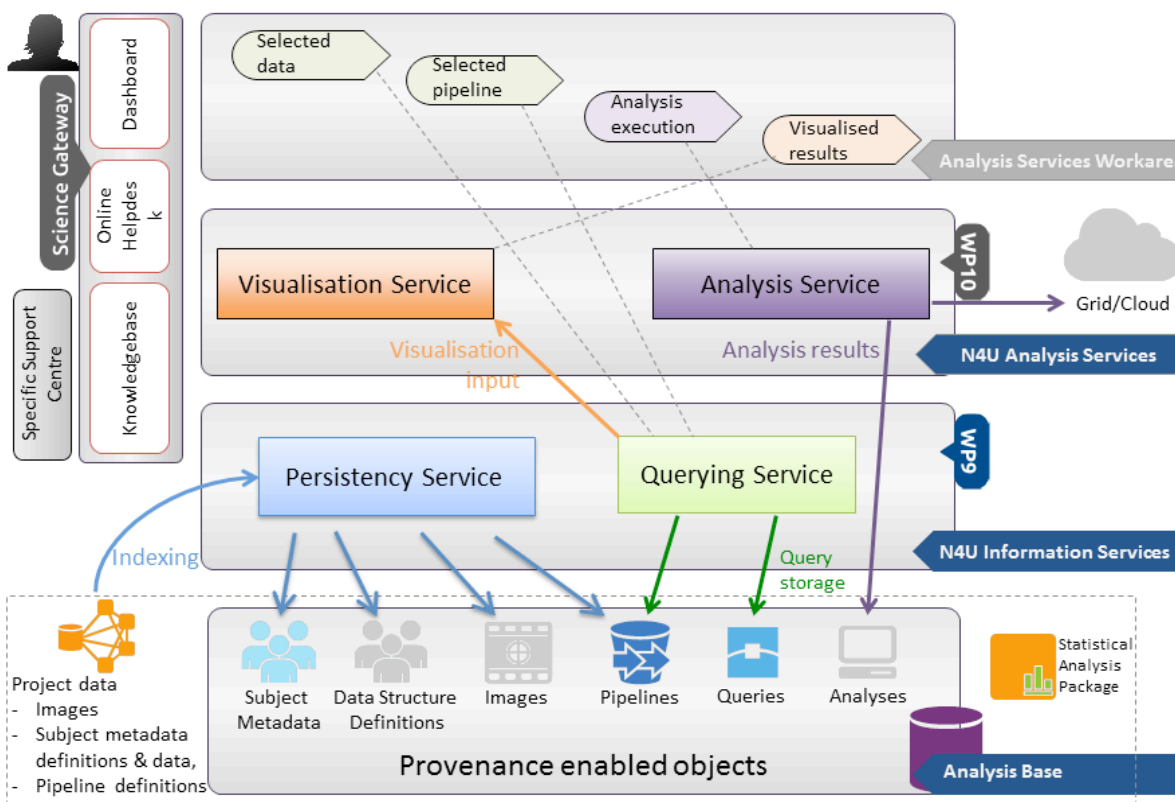 Science Gateway
Dashboard
Online
Helpdes
k
Knowledgebase
Specific Support
Centre
Selected
data
Selected
pipeline
Analysis
execution
Visualised
results
Analysis Services Workare
Visualisation Service
Analysis Service
WP10
Grid/Cloud
Visualisation
input
Analysis results
N4U Analysis Services
Persistency Service
Querying Service
WP9
Indexing
Query
storage
N4U Information Services
Project data
- Images
- Subject metadata
definitions & data,
- Pipeline definitions
Subject
Metadata
Data Structure
Definitions
Images
Pipelines
Queries
Analyses
Statistical
Analysis
Package
Provenance enabled objects
Analysis Base